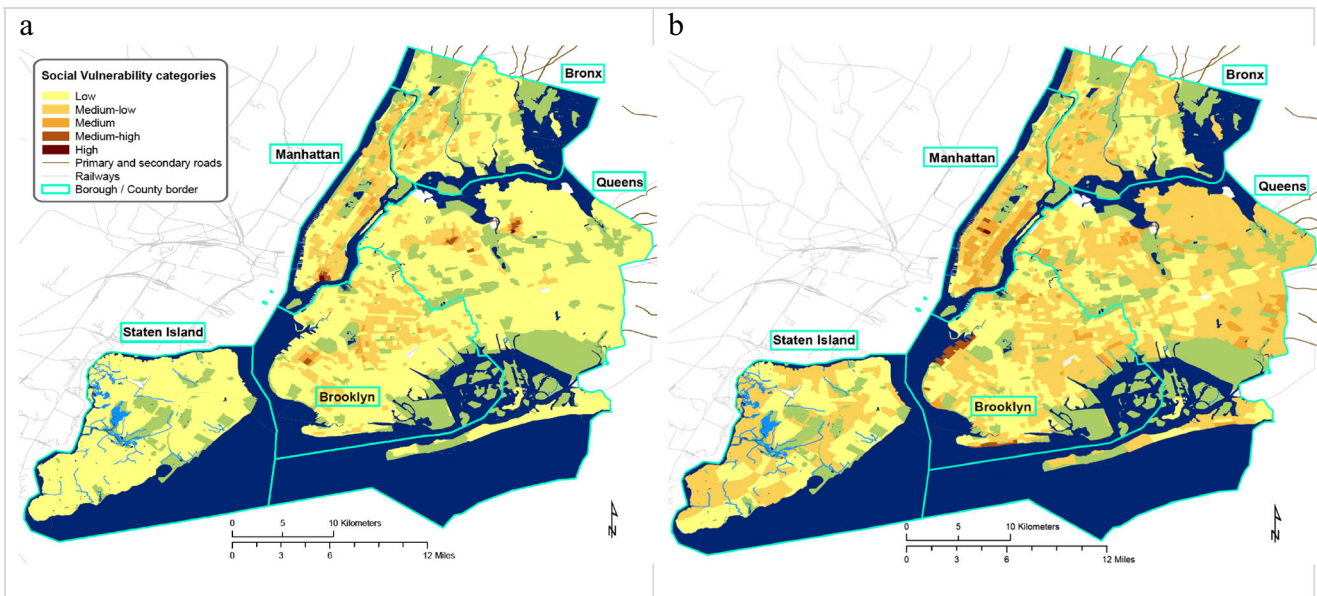 a
b
Social Vulnerability categories
Low
Medium-low
Medium
Medium-high
High
Primary and secondary roads
Railways
Borough / County border
Bronx
Manhattan
Queens
Staten Island
Brooklyn
0 5 10 Kilometers
0 3 6 12 Miles
N
Bronx
Manhattan
Queens
Staten Island
Brooklyn
0 5 10 Kilometers
0 3 6 12 Miles
N